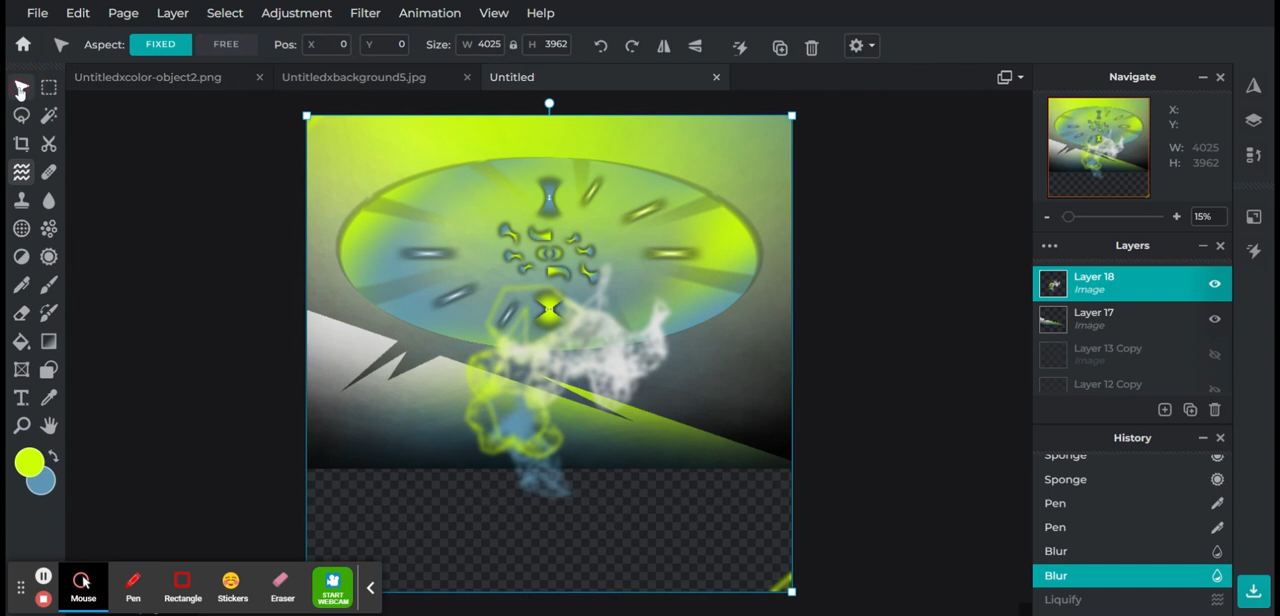 File Edit Page Layer Select Adjustment Filter Animation View Help
Aspect: FIXED FREE Pos: X 0 Y 0 Size: W 4025 H 3962
Untitledxcolor-object2.png Untitledxbackground5.jpg Untitled
Navigate
X:
Y:
W: 4025
H: 3962
- + 15%
Layers
Layer 18
Image
Layer 17
Image
Layer 13 Copy
Image
Layer 12 Copy
History
Sponge
Sponge
Pen
Pen
Blur
Blur
Liquify
Mouse Pen Rectangle Stickers Eraser START
WEBCAM